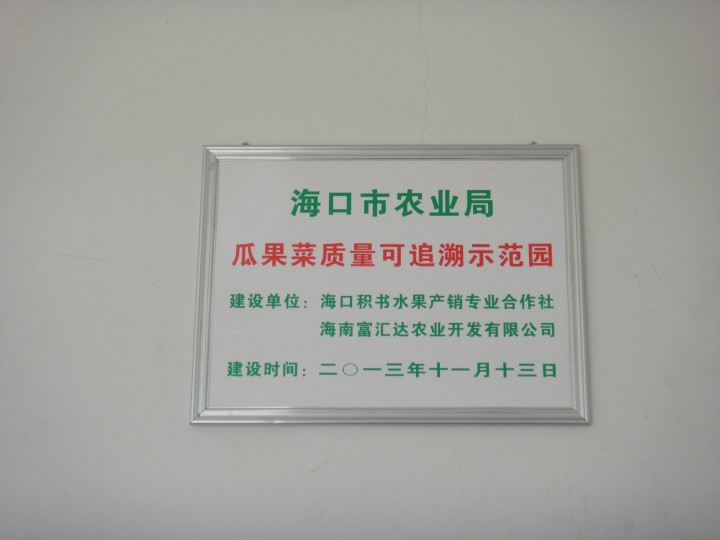 海口市农业局
瓜果菜质量可追溯示范园
建设单位：海口积书水果产销专业合作社
海南富汇达农业开发有限公司
建设时间：二〇一三年十一月十三日